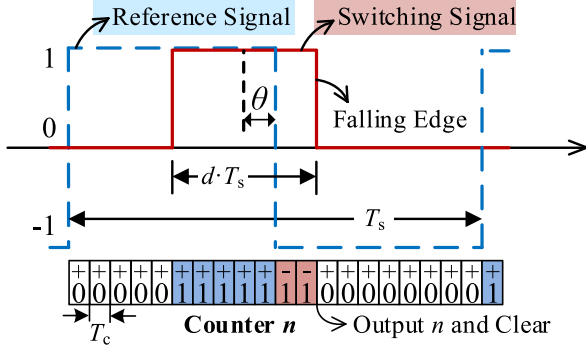 Reference Signal
Switching Signal
1
θ
0
Falling Edge
d·Tₛ
-1
Tₛ
+ + + + + + + + + + - - + + + + + + + + +
0 0 0 0 0 1 1 1 1 1 1 1 0 0 0 0 0 0 0 0 1
T_c
Counter n
Output n and Clear